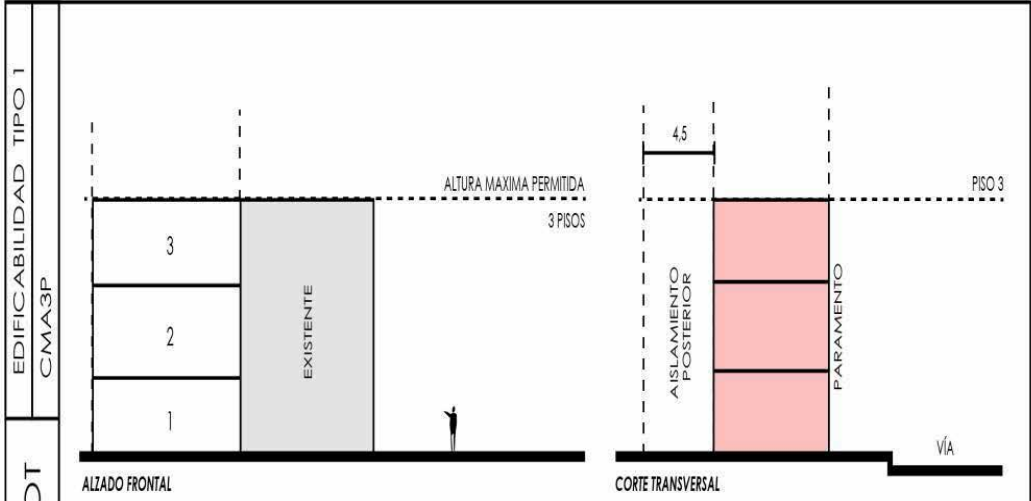 EDIFICABILIDAD TIPO 1
CMA3P
OT
ALTURA MAXIMA PERMITIDA
3 PISOS
3
2
1
EXISTENTE
ALZADO FRONTAL
4,5
PISO 3
AISLAMIENTO
POSTERIOR
PARAMENTO
VÍA
CORTE TRANSVERSAL